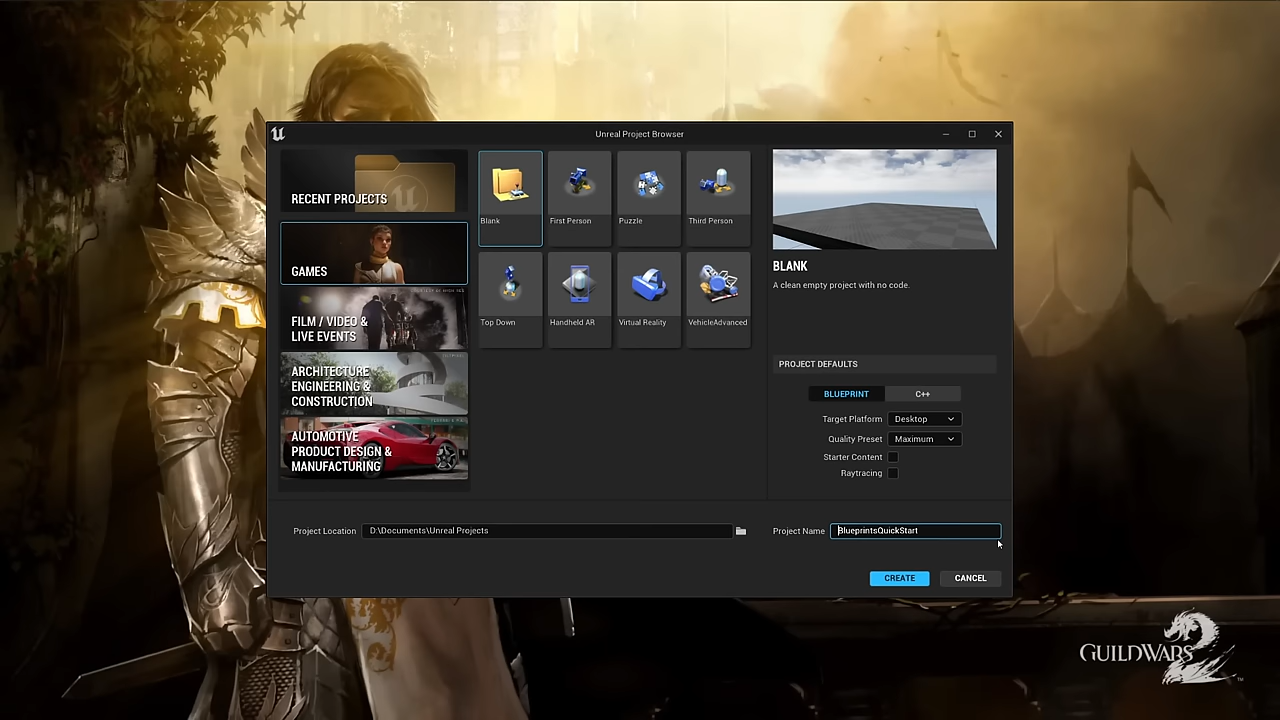 Unreal Project Browser
RECENT PROJECTS
GAMES
FILM / VIDEO &
LIVE EVENTS
ARCHITECTURE
ENGINEERING &
CONSTRUCTION
AUTOMOTIVE
PRODUCT DESIGN &
MANUFACTURING
Blank
First Person
Puzzle
Third Person
Top Down
Handheld AR
Virtual Reality
VehicleAdvanced
BLANK
A clean empty project with no code.
PROJECT DEFAULTS
BLUEPRINT
C++
Target Platform
Desktop
Quality Preset
Maximum
Starter Content
Raytracing
Project Location
D:\Documents\Unreal Projects
Project Name
BlueprintsQuickStart
CREATE
CANCEL
GUILDWARS
2